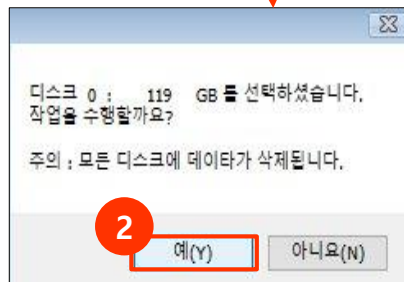 디스크 0 : 119 GB 를 선택하셨습니다.
작업을 수행할까요?
주의 : 모든 디스크에 데이타가 삭제됩니다.
2
예(Y) 아니요(N)